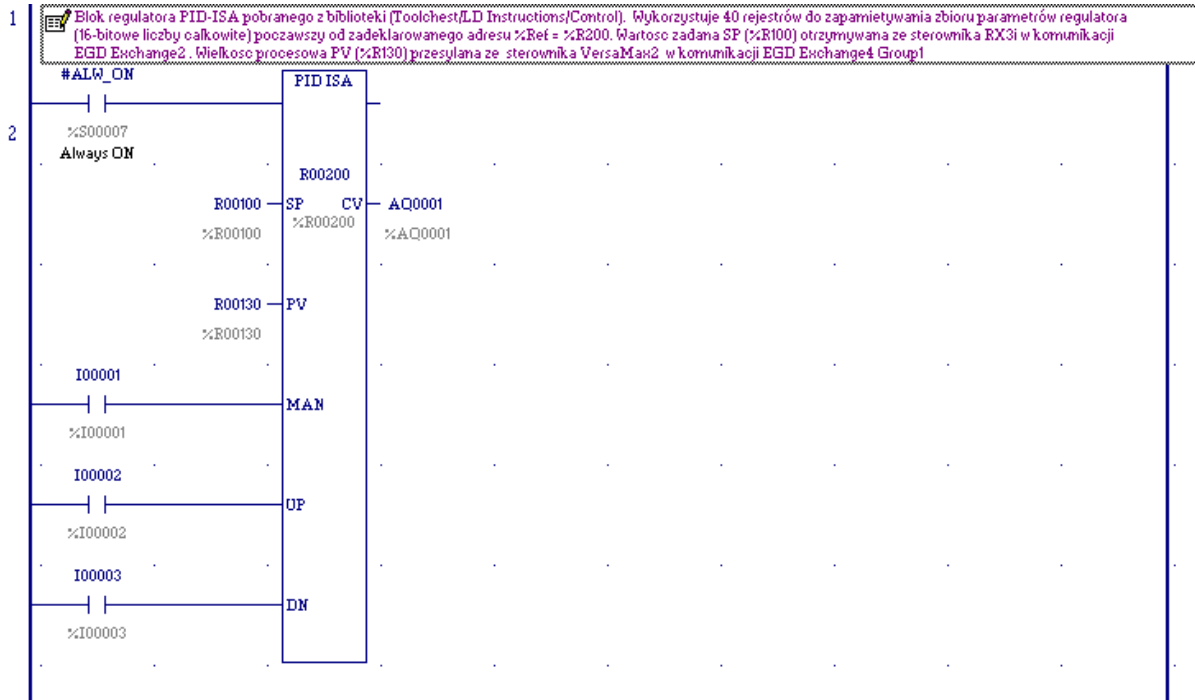 1
Blok regulatora PID-ISA pobranego z biblioteki (Toolchest/LD Instructions/Control). Wykorzystuje 40 rejestrów do zapamietywania zbioru parametrów regulatora
(16-bitowe liczby calkowite) poczawszy od zadeklarowanego adresu %Ref = %R200. Wartosc zadana SP (%R100) otrzymywana ze sterownika RX3i w komunikacji
EGD Exchange2 . Wielkosc procesowa PV (%R130) przesylana ze sterownika VersaMax2 w komunikacji EGD Exchange4 Group1
#ALW_ON
PID ISA
2
%S00007
Always ON
R00200
R00100 SP CV AQ0001
%R00100 %R00200 %AQ0001
R00130 PV
%R00130
I00001
MAN
%I00001
I00002
UP
%I00002
I00003
DN
%I00003